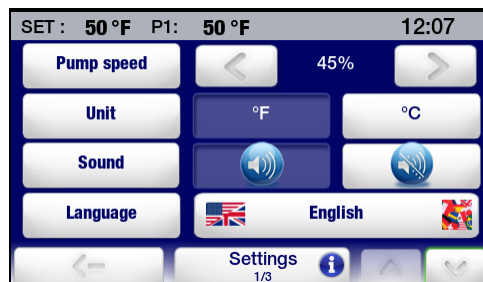 SET : 50 °F P1: 50 °F 12:07
Pump speed 45%
Unit °F °C
Sound
Language English
Settings
1/3